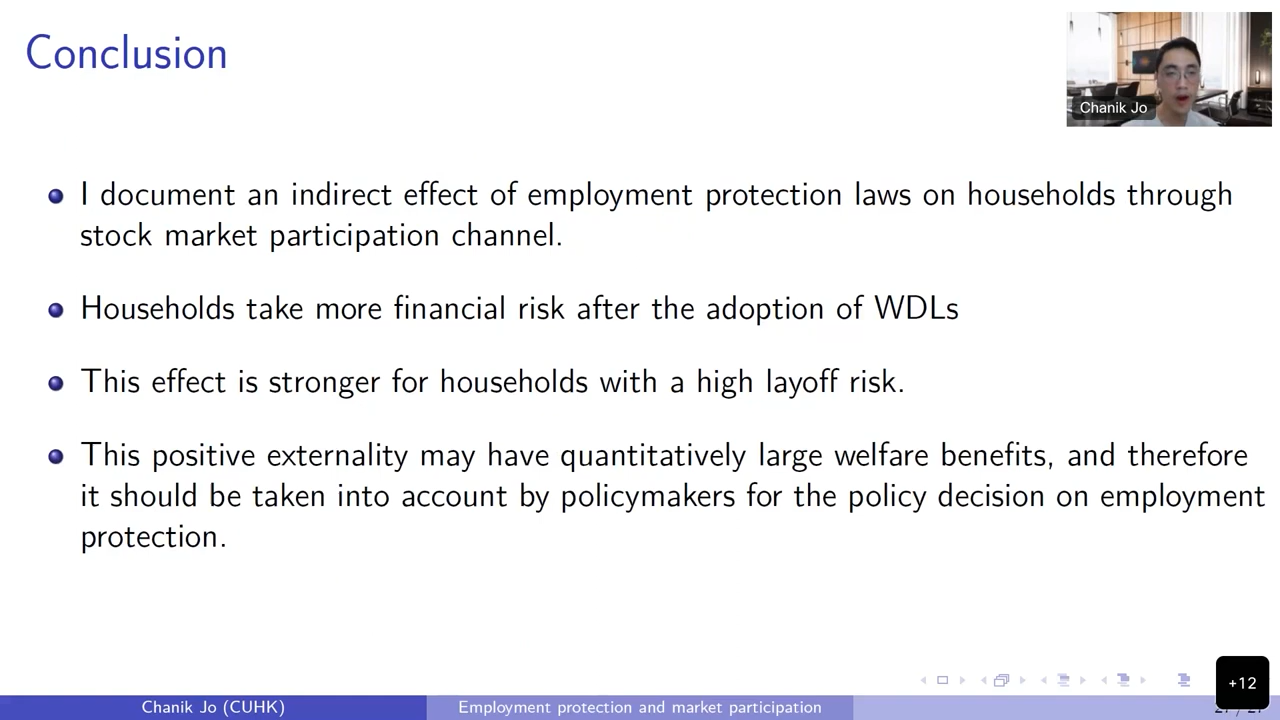 Conclusion
Chanik Jo
I document an indirect effect of employment protection laws on households through
stock market participation channel.
Households take more financial risk after the adoption of WDLs
This effect is stronger for households with a high layoff risk.
This positive externality may have quantitatively large welfare benefits, and therefore
it should be taken into account by policymakers for the policy decision on employment
protection.
+12
Chanik Jo (CUHK)
Employment protection and market participation